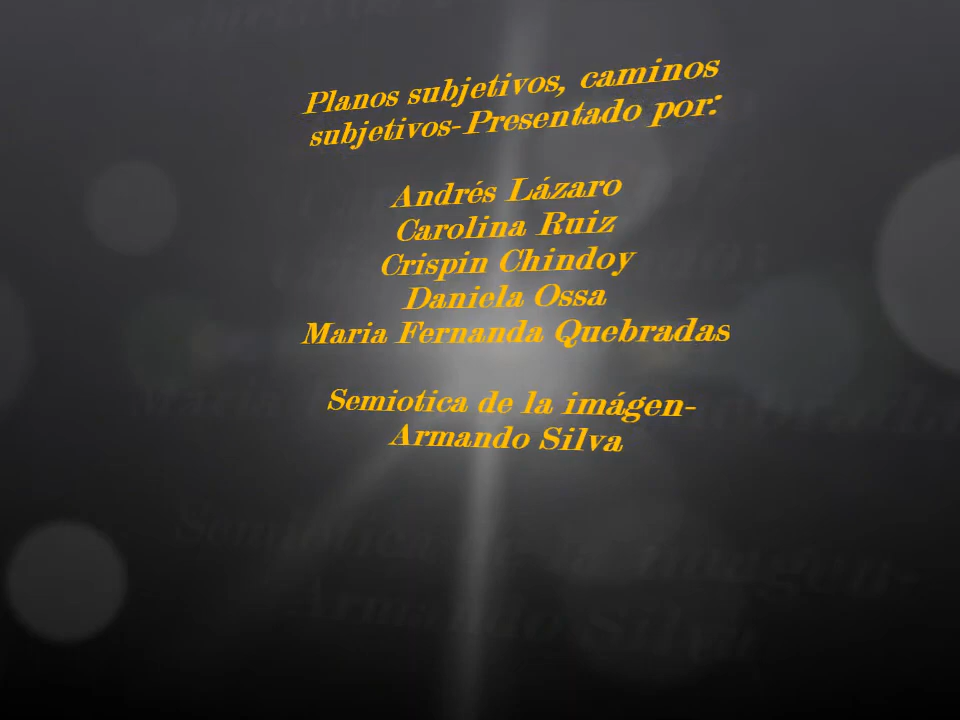 Planos subjetivos, caminos
subjetivos-Presentado por:
Andrés Lázaro
Carolina Ruiz
Crispin Chindoy
Daniela Ossa
Maria Fernanda Quebradas
Semiotica de la imágen-
Armando Silva